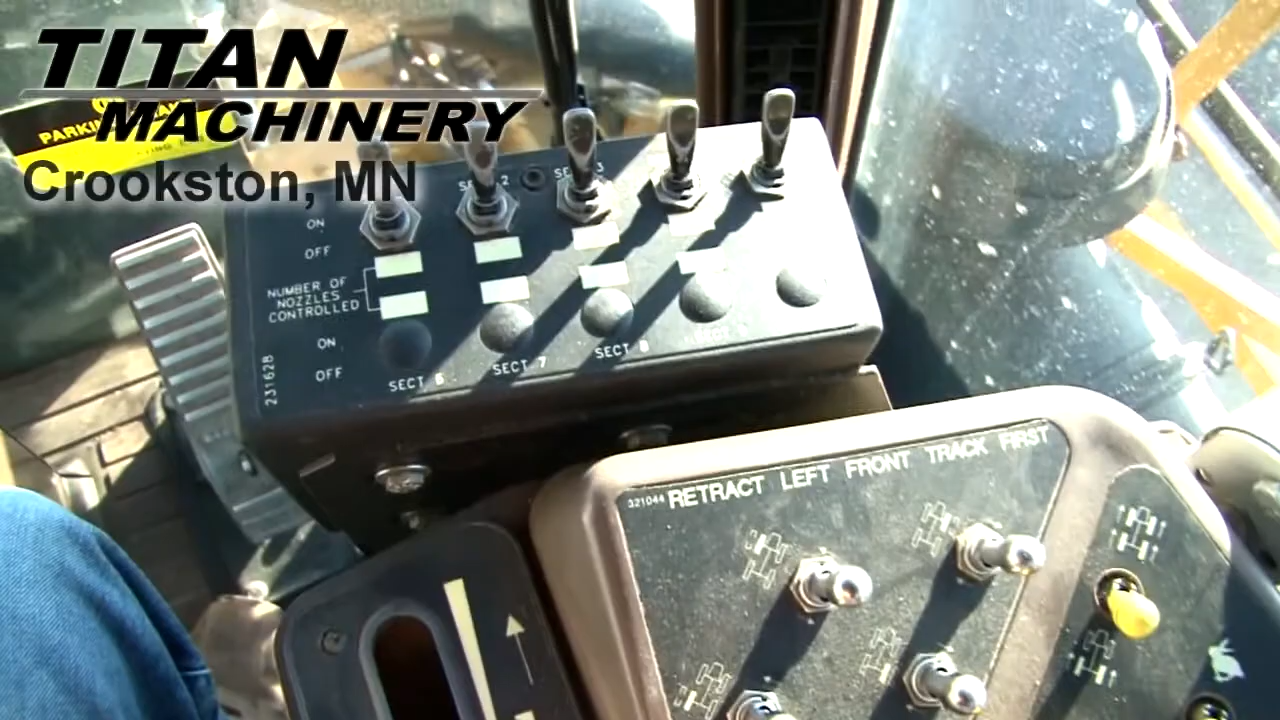 TITAN
MACHINERY
Crookston, MN
PARKIN
SECT 2
SECT 3
ON
OFF
NUMBER OF
NOZZLES
CONTROLLED
ON
OFF
231628
SECT 6
SECT 7
SECT 8
321044 RETRACT LEFT FRONT TRACK FIRST